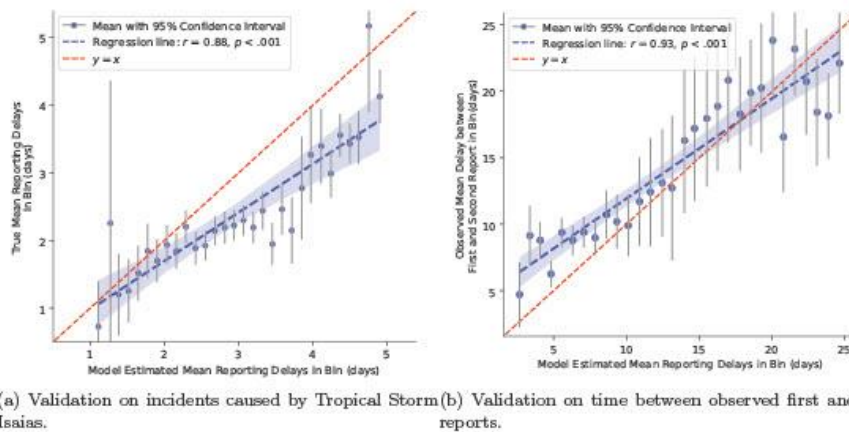 Mean with 95% Confidence Interval
Regression line: r = 0.88, p < .001
y = x
True Mean Reporting Delays
in Bin (days)
5
4
3
2
1
1 2 3 4 5
Model Estimated Mean Reporting Delays in Bin (days)
Mean with 95% Confidence Interval
Regression line: r = 0.93, p < .001
y = x
Observed Mean Delay between
First and Second Report in Bin (days)
25
20
15
10
5
5 10 15 20 25
Model Estimated Mean Reporting Delays in Bin (days)
(a) Validation on incidents caused by Tropical Storm
Isaias.
(b) Validation on time between observed first and
reports.